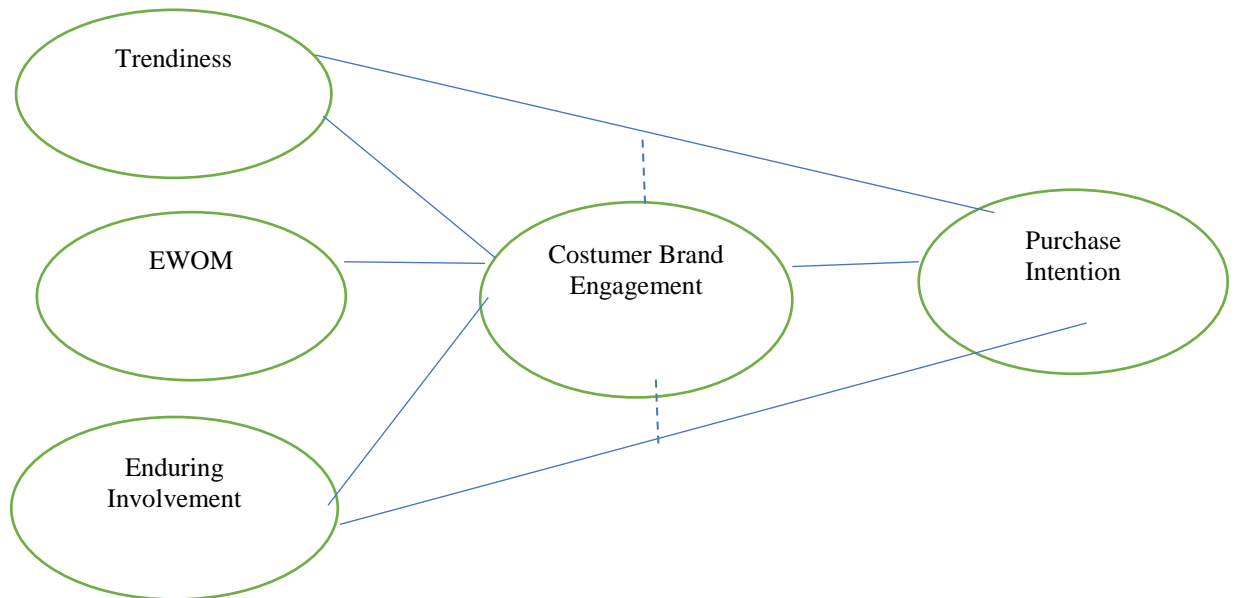 Trendiness
EWOM
Enduring
Involvement
Costumer Brand
Engagement
Purchase
Intention